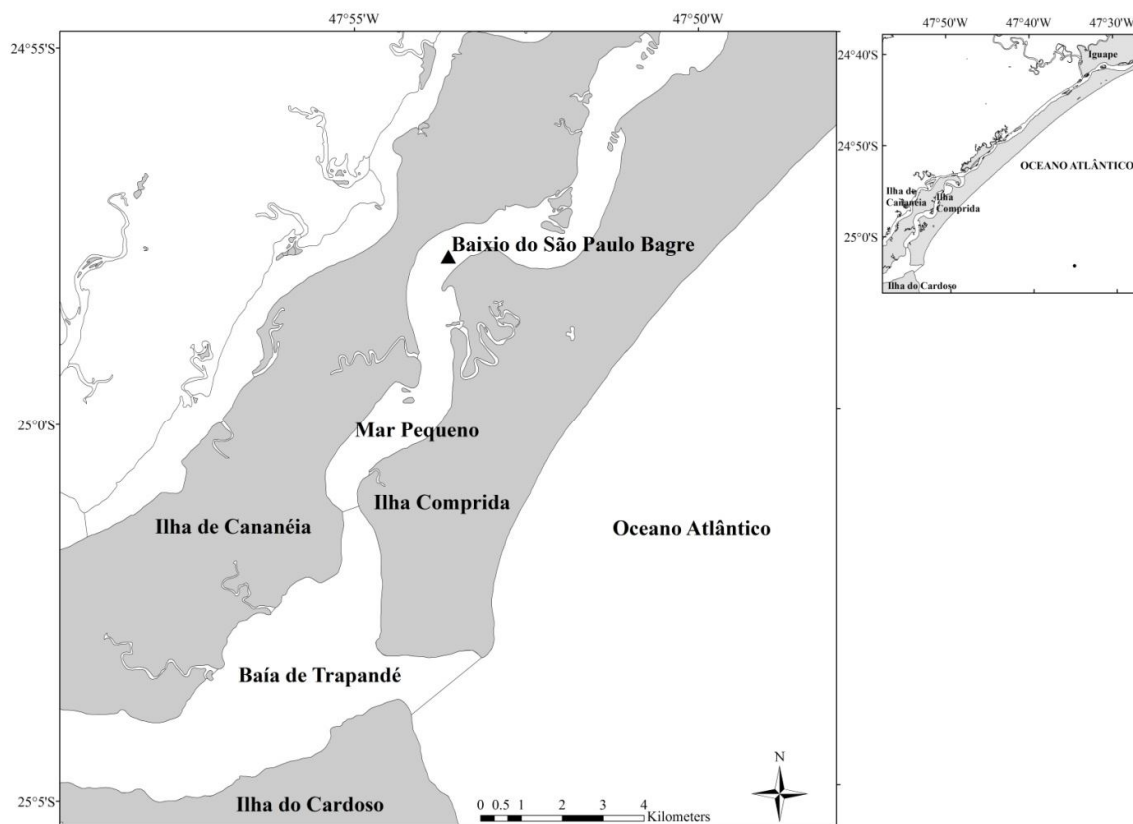 47°55'W
47°50'W
24°55'S
25°0'S
25°5'S
Baixio do São Paulo Bagre
Mar Pequeno
Ilha Comprida
Ilha de Cananéia
Oceano Atlântico
Baía de Trapandé
Ilha do Cardoso
N
0 0.5 1 2 3 4
Kilometers
47°50'W
47°40'W
47°30'W
24°40'S
24°50'S
25°0'S
Iguape
OCEANO ATLÂNTICO
Ilha de
Cananéia
Ilha
Comprida
Ilha do Cardoso